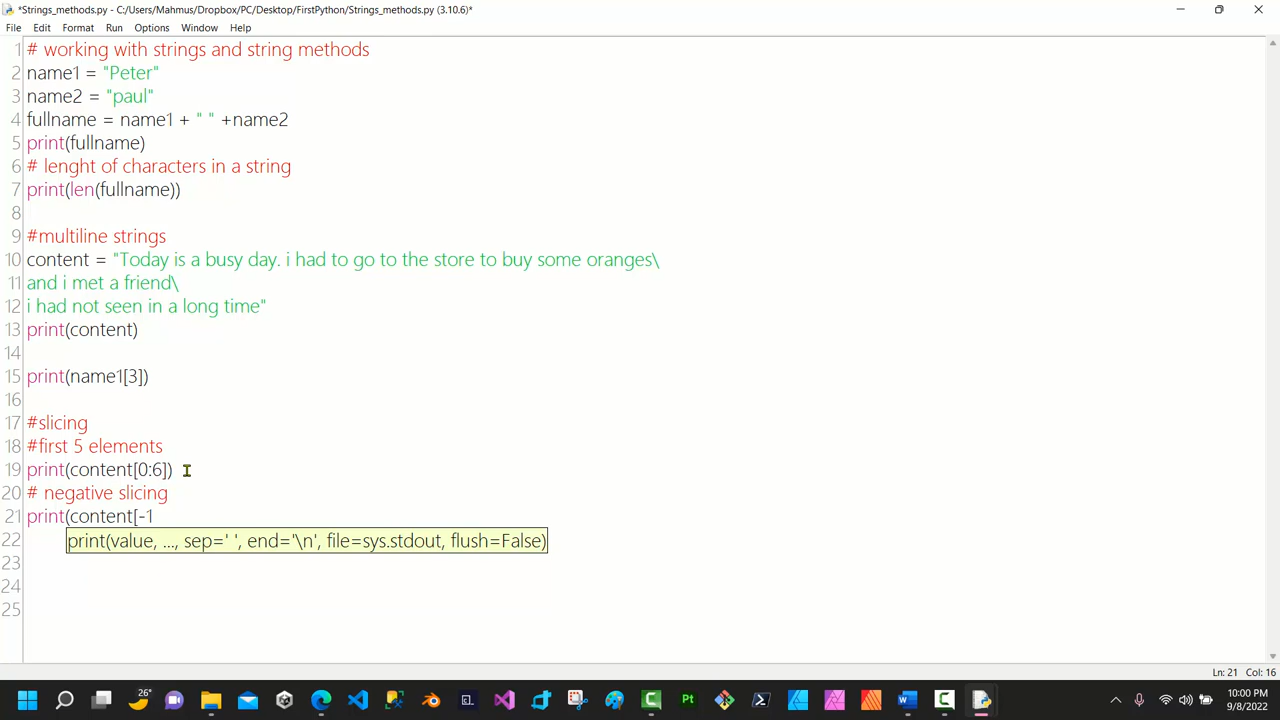 *Strings_methods.py - C:/Users/Mahmus/Dropbox/PC/Desktop/FirstPython/Strings_methods.py (3.10.6)*
File Edit Format Run Options Window Help
1 # working with strings and string methods
2 name1 = "Peter"
3 name2 = "paul"
4 fullname = name1 + " " +name2
5 print(fullname)
6 # lenght of characters in a string
7 print(len(fullname))
8
9 #multiline strings
10 content = "Today is a busy day. i had to go to the store to buy some oranges\
11 and i met a friend\
12 i had not seen in a long time"
13 print(content)
14
15 print(name1[3])
16
17 #slicing
18 #first 5 elements
19 print(content[0:6])
20 # negative slicing
21 print(content[-1
22 print(value, ..., sep=' ', end='\n', file=sys.stdout, flush=False)
23
24
25
Ln: 21 Col: 16
26°
Pt
10:00 PM
9/8/2022